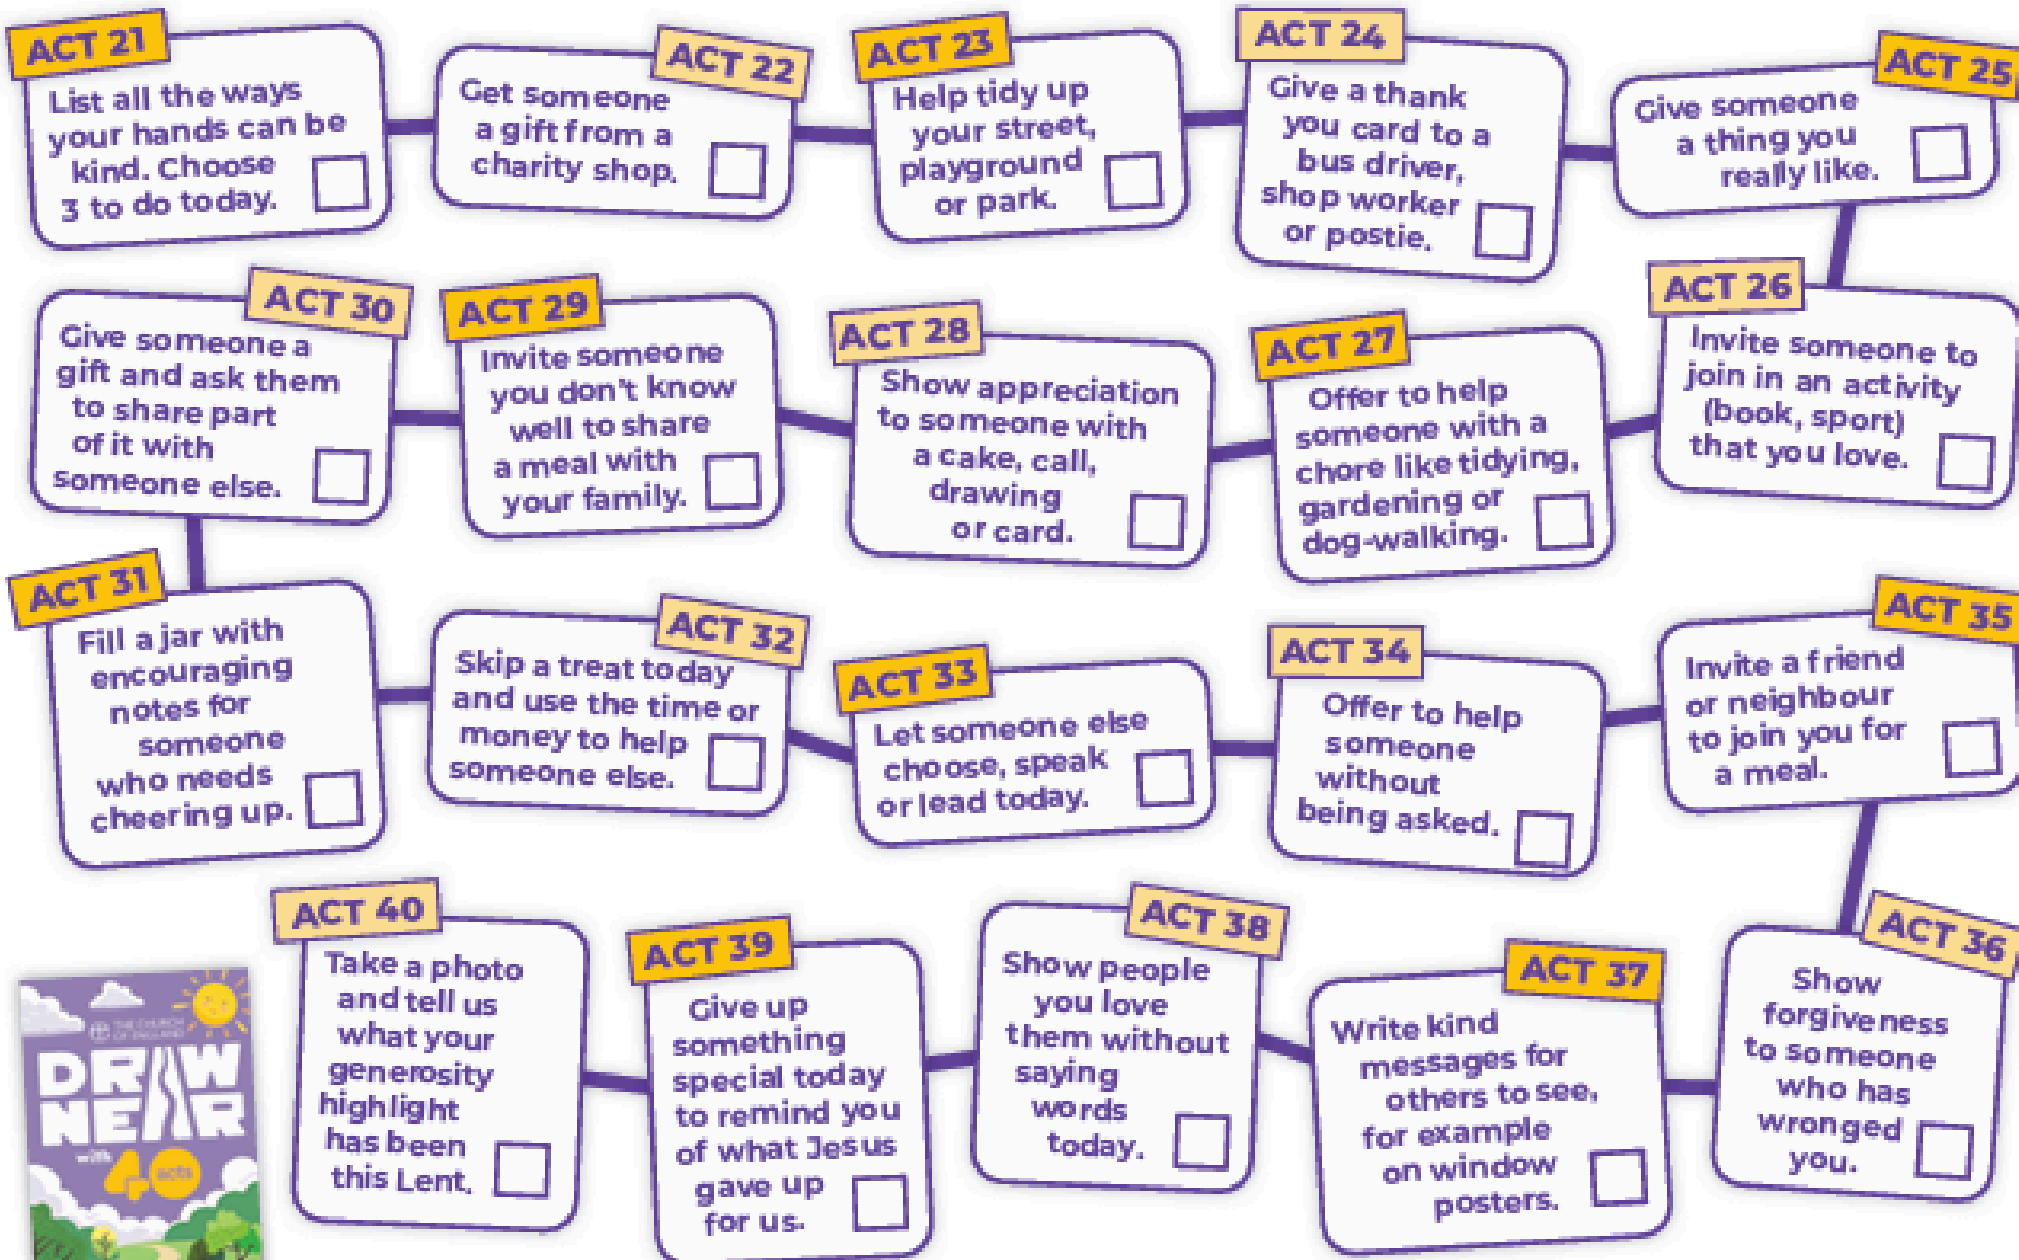 ACT 21
List all the ways
your hands can be
kind. Choose
3 to do today.
ACT 22
Get someone
a gift from a
charity shop.
ACT 23
Help tidy up
your street,
playground
or park.
ACT 24
Give a thank
you card to a
bus driver,
shop worker
or postie.
ACT 25
Give someone
a thing you
really like.
ACT 26
Invite someone to
join in an activity
(book, sport)
that you love.
ACT 27
Offer to help
someone with a
chore like tidying,
gardening or
dog-walking.
ACT 28
Show appreciation
to someone with
a cake, call,
drawing
or card.
ACT 29
Invite someone
you don't know
well to share
a meal with
your family.
ACT 30
Give someone a
gift and ask them
to share part
of it with
someone else.
ACT 31
Fill a jar with
encouraging
notes for
someone
who needs
cheering up.
ACT 32
Skip a treat today
and use the time or
money to help
someone else.
ACT 33
Let someone else
choose, speak
or lead today.
ACT 34
Offer to help
someone
without
being asked.
ACT 35
Invite a friend
or neighbour
to join you for
a meal.
ACT 36
Show
forgiveness
to someone
who has
wronged
you.
ACT 37
Write kind
messages for
others to see,
for example
on window
posters.
ACT 38
Show people
you love
them without
saying
words
today.
ACT 39
Give up
something
special today
to remind you
of what Jesus
gave up
for us.
ACT 40
Take a photo
and tell us
what your
generosity
highlight
has been
this Lent.
THE CHURCH
OF ENGLAND
DRAW
NEAR
with
40 acts